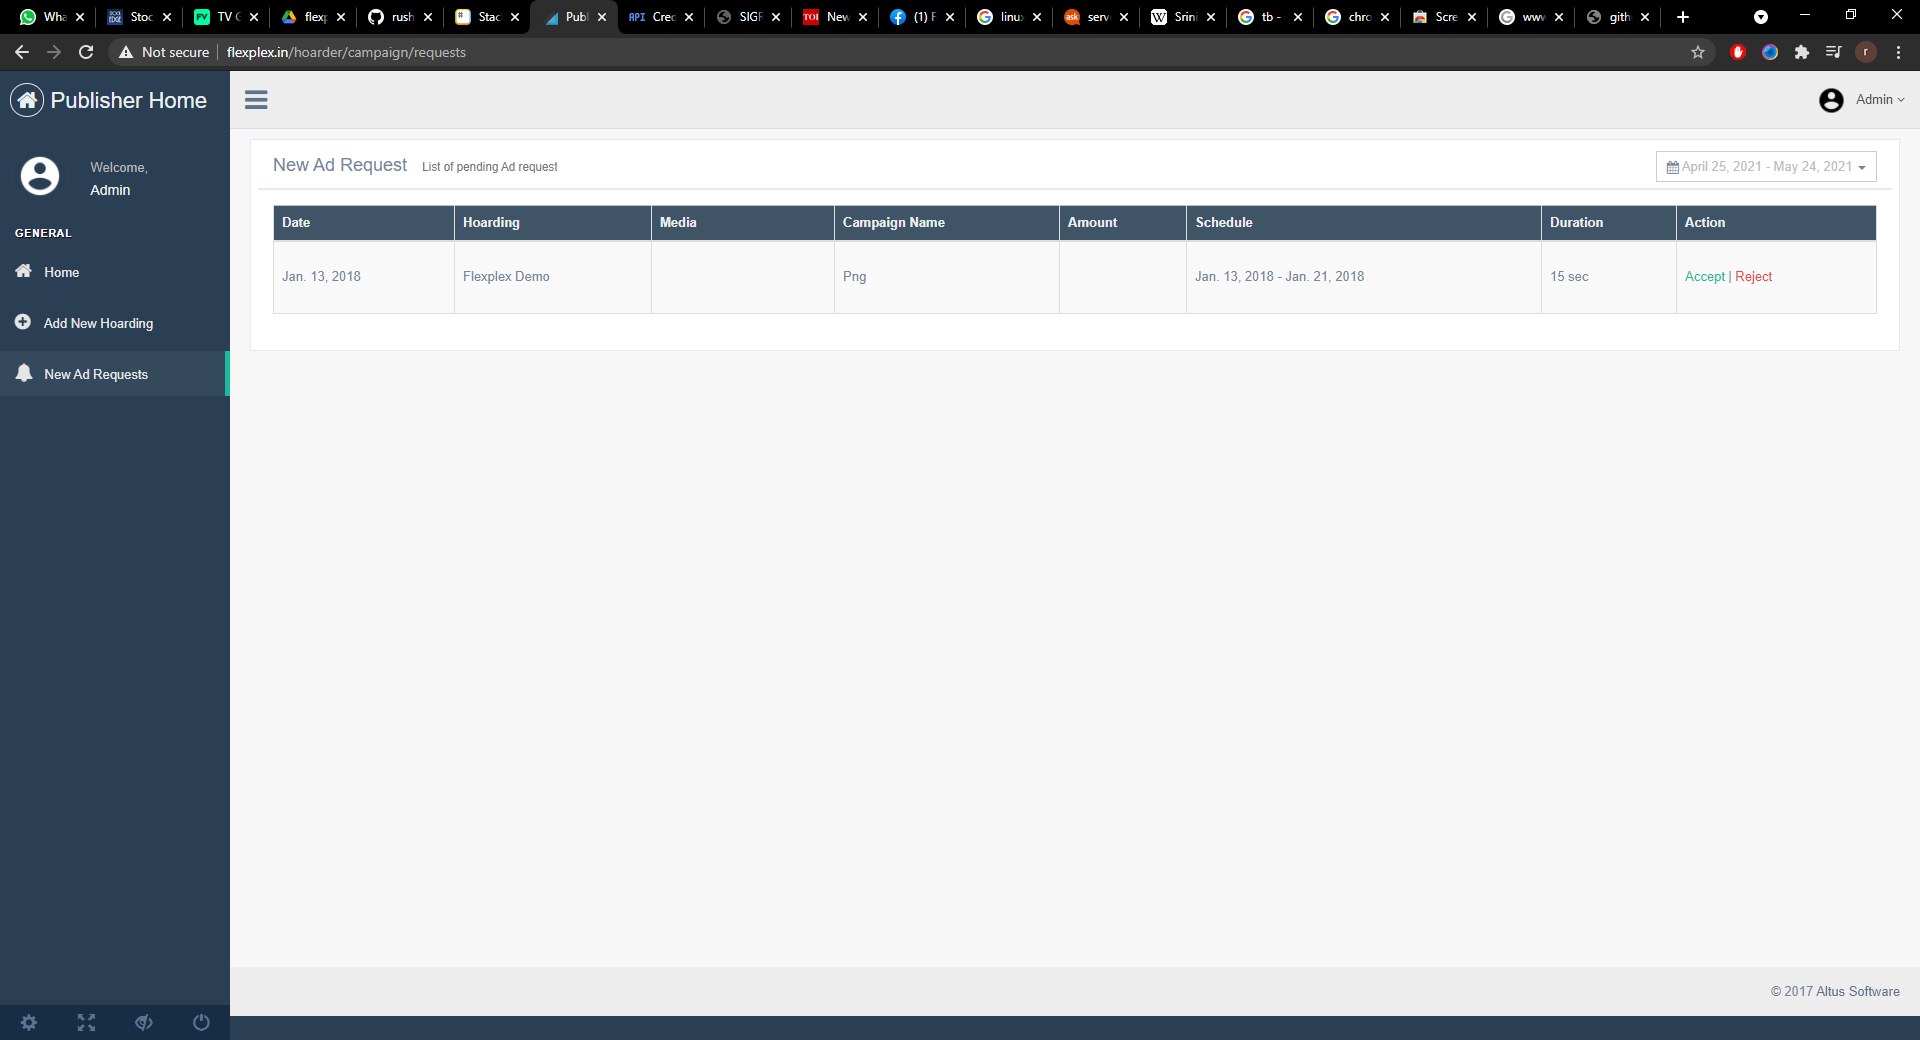 Wha Stoc TV G flexp rush Stac Publ API Crec SIGF TOI New (1) F linu ask serv W Srini tb - chro Scre www gith
Not secure flexplex.in/hoarder/campaign/requests r
Publisher Home
Admin
Welcome,
Admin
GENERAL
Home
Add New Hoarding
New Ad Requests
New Ad Request List of pending Ad request
April 25, 2021 - May 24, 2021
Date Hoarding Media Campaign Name Amount Schedule Duration Action
Jan. 13, 2018 Flexplex Demo Png Jan. 13, 2018 - Jan. 21, 2018 15 sec Accept | Reject
© 2017 Altus Software